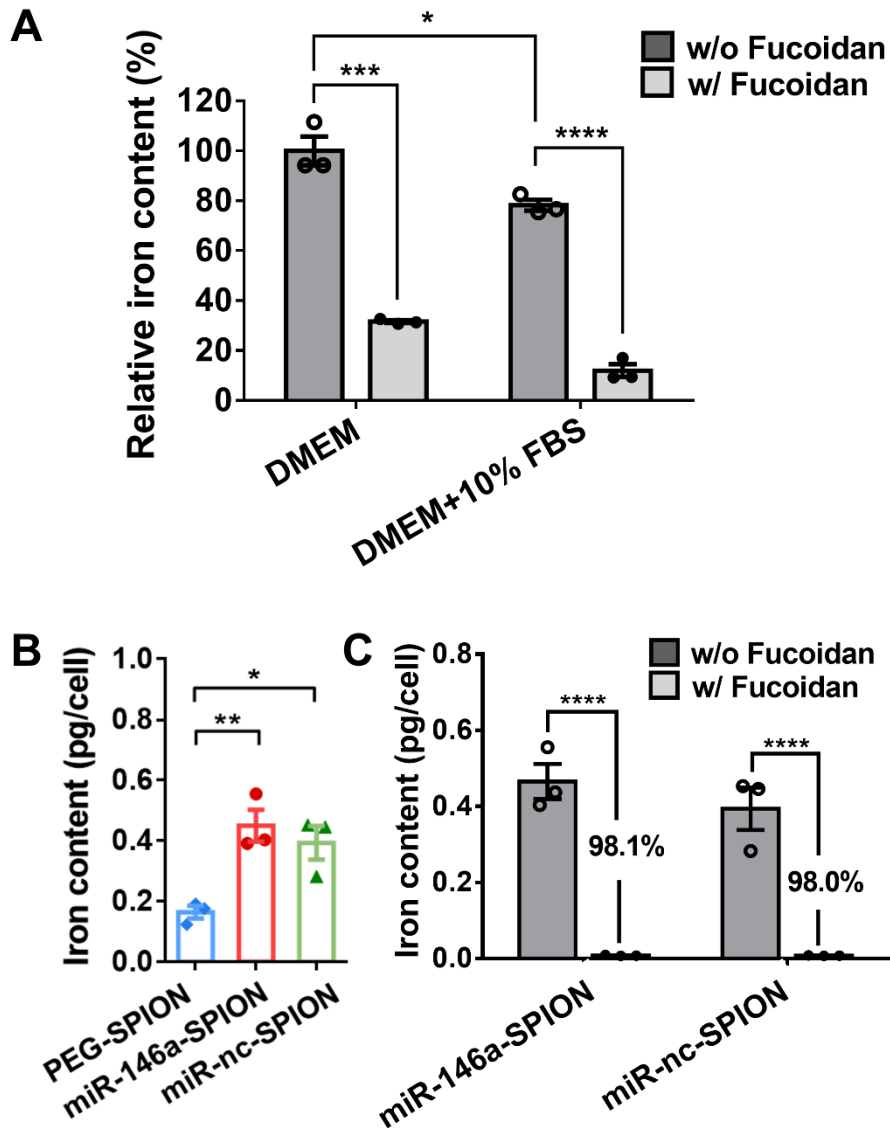 A
*
w/o Fucoidan
w/ Fucoidan
***
****
Relative iron content (%)
120
100
80
60
40
20
0
DMEM
DMEM+10% FBS
B
Iron content (pg/cell)
1.0
0.8
0.6
0.4
0.2
0.0
*
**
PEG-SPION
miR-146a-SPION
miR-nc-SPION
C
w/o Fucoidan
w/ Fucoidan
Iron content (pg/cell)
0.8
0.6
0.4
0.2
0.0
****
****
98.1%
98.0%
miR-146a-SPION
miR-nc-SPION